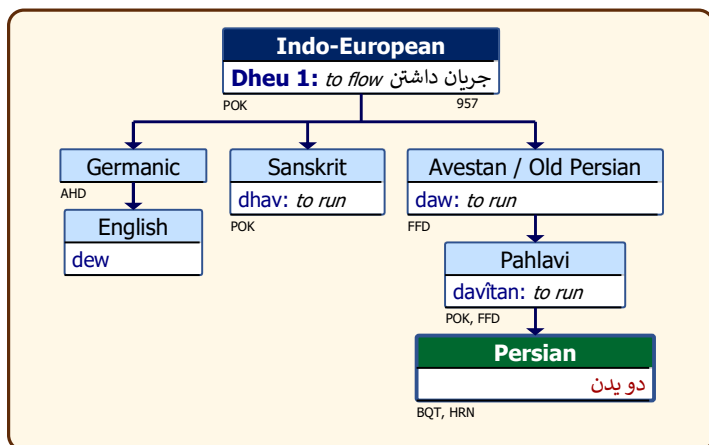 Indo-European
Dheu 1: to flow جریان داشتن
POK 957
Germanic
AHD
English
dew
Sanskrit
dhav: to run
POK
Avestan / Old Persian
daw: to run
FFD
Pahlavi
davîtan: to run
POK, FFD
Persian
دویدن
BQT, HRN